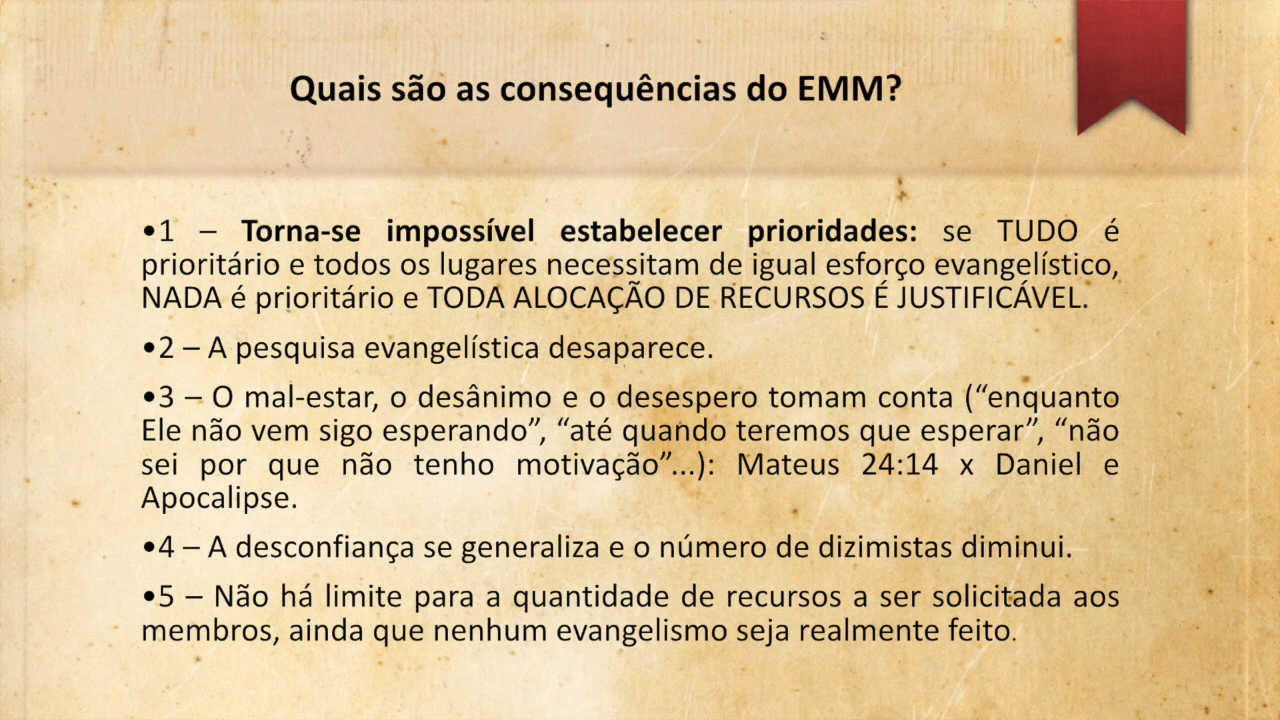 Quais são as consequências do EMM?
•1 – Torna-se impossível estabelecer prioridades: se TUDO é
prioritário e todos os lugares necessitam de igual esforço evangelístico,
NADA é prioritário e TODA ALOCAÇÃO DE RECURSOS É JUSTIFICÁVEL.
•2 – A pesquisa evangelística desaparece.
•3 – O mal-estar, o desânimo e o desespero tomam conta (“enquanto
Ele não vem sigo esperando”, “até quando teremos que esperar”, “não
sei por que não tenho motivação”...): Mateus 24:14 x Daniel e
Apocalipse.
•4 – A desconfiança se generaliza e o número de dizimistas diminui.
•5 – Não há limite para a quantidade de recursos a ser solicitada aos
membros, ainda que nenhum evangelismo seja realmente feito.